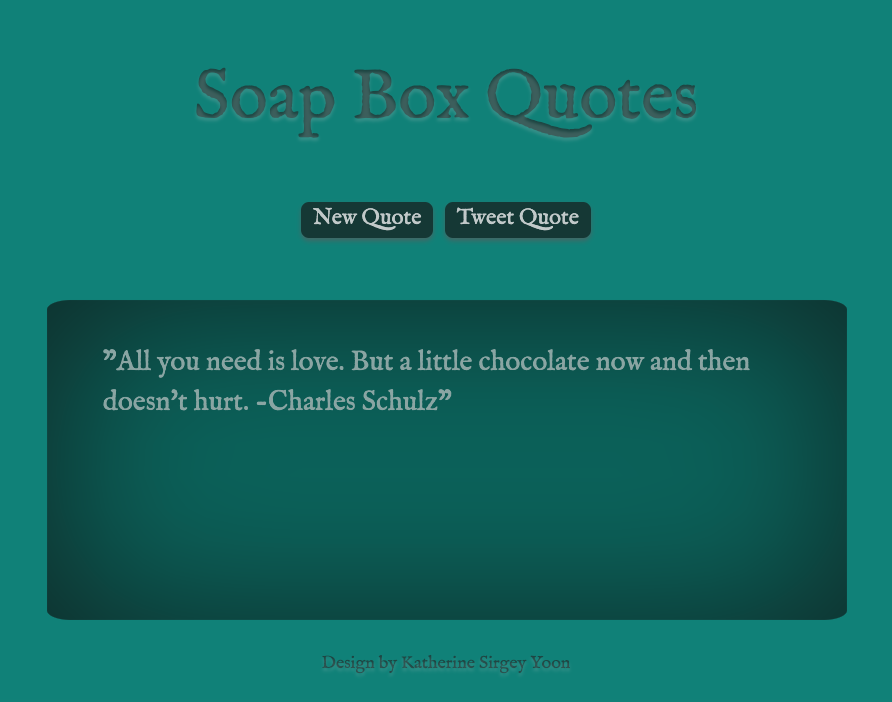 Soap Box Quotes
New Quote
Tweet Quote
”All you need is love. But a little chocolate now and then
doesn’t hurt. -Charles Schulz”
Design by Katherine Sirgey Yoon